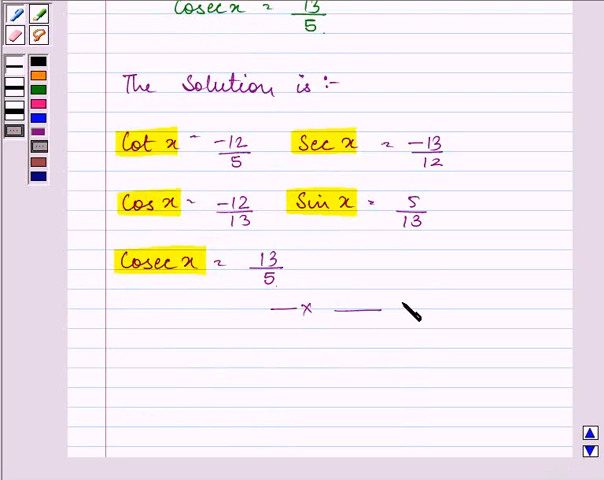 Cosec x = 13/5
The Solution is :-
Cot x = -12/5 Sec x = -13/12
Cos x = -12/13 Sin x = 5/13
Cosec x = 13/5
—x —